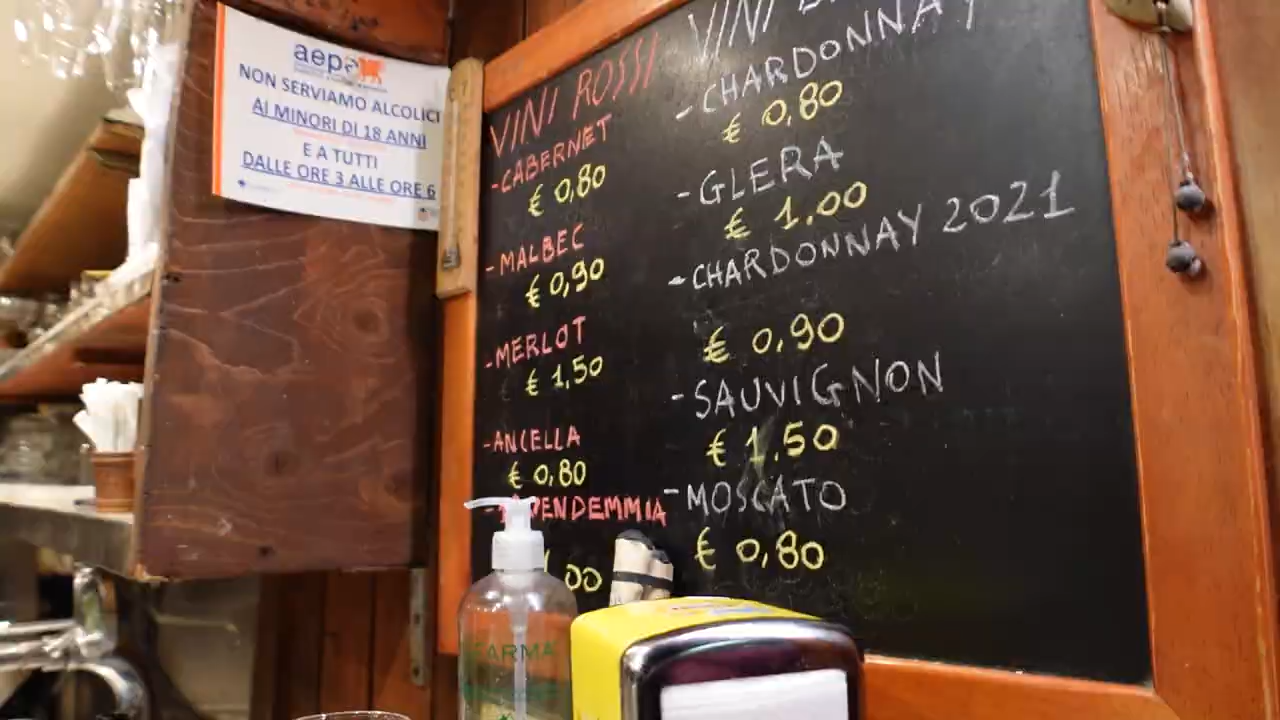 aepe
NON SERVIAMO ALCOLICI
AI MINORI DI 18 ANNI
E A TUTTI
DALLE ORE 3 ALLE ORE 6
VINI ROSSI
-CABERNET
€ 0,80
-MALBEC
€ 0,90
-MERLOT
€ 1,50
-ANCELLA
€ 0,80
VENDEMMIA
00
VINI
-CHARDONNAY
€ 0,80
-GLERA
€ 1.00
-CHARDONNAY 2021
€ 0.90
-SAUVIGNON
€ 1.50
-MOSCATO
€ 0,80